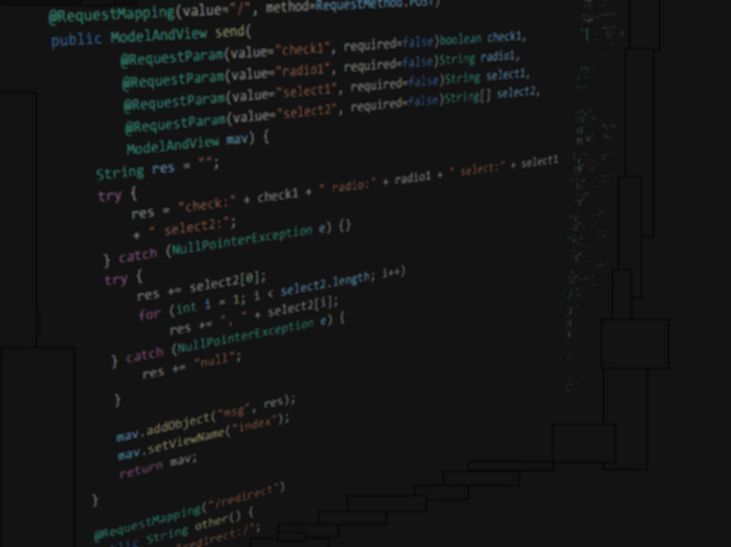 @RequestMapping(value="/", method=RequestMethod.POST)
public ModelAndView send(
@RequestParam(value="check1", required=false)boolean check1,
@RequestParam(value="radio1", required=false)String radio1,
@RequestParam(value="select1", required=false)String select1,
@RequestParam(value="select2", required=false)String[] select2,
ModelAndView mav) {
String res = "";
try {
res = "check:" + check1 + " radio:" + radio1 + " select:" + select1
+ " select2:";
} catch (NullPointerException e) {}
try {
res += select2[0];
for (int i = 1; i < select2.length; i++)
res += ", " + select2[i];
} catch (NullPointerException e) {
res += "null";
}
mav.addObject("msg", res);
mav.setViewName("index");
return mav;
}
@RequestMapping("/redirect")
String other() {
"redirect:/";